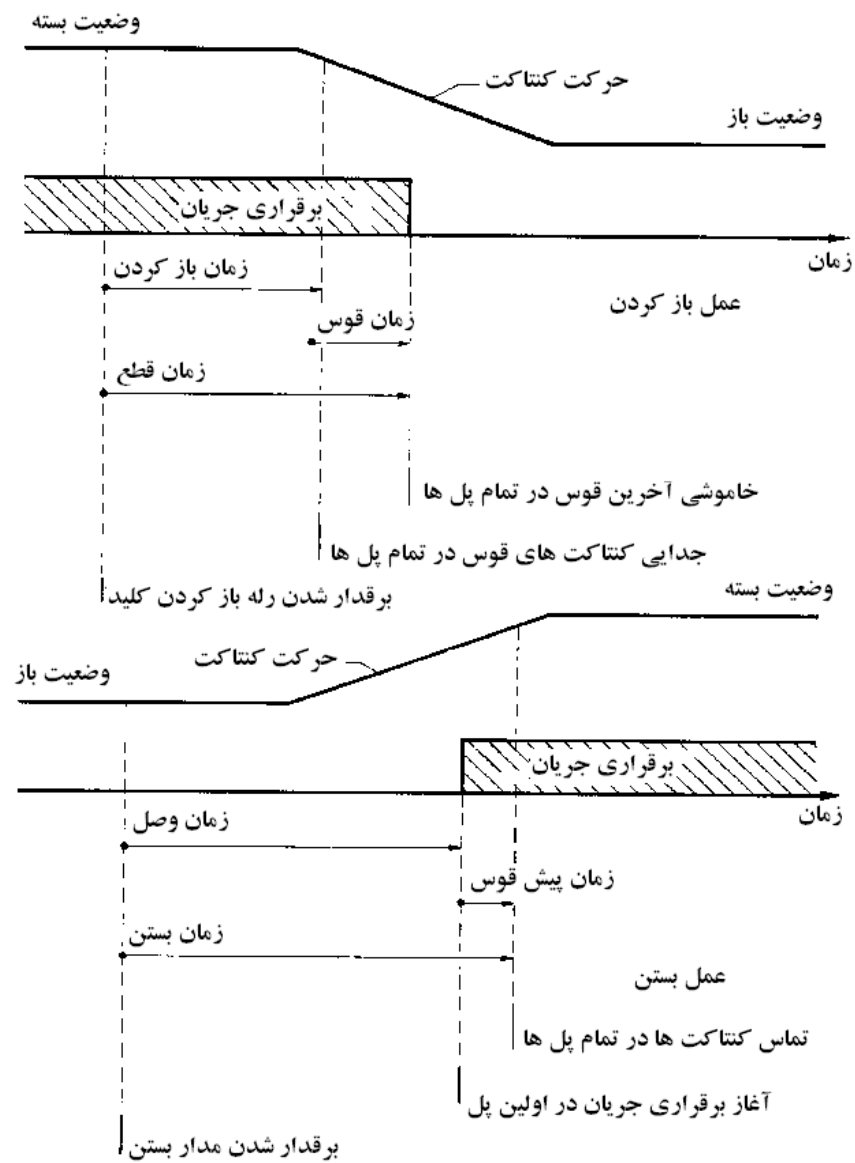 وضعیت بسته
حرکت کنتاکت
وضعیت باز
برقراری جریان
زمان
زمان باز کردن
عمل باز کردن
زمان قوس
زمان قطع
خاموشی آخرین قوس در تمام پل ها
جدایی کنتاکت های قوس در تمام پل ها
برقدار شدن رله باز کردن کلید
وضعیت بسته
حرکت کنتاکت
وضعیت باز
برقراری جریان
زمان
زمان وصل
زمان پیش قوس
زمان بستن
عمل بستن
تماس کنتاکت ها در تمام پل ها
آغاز برقراری جریان در اولین پل
برقدار شدن مدار بستن